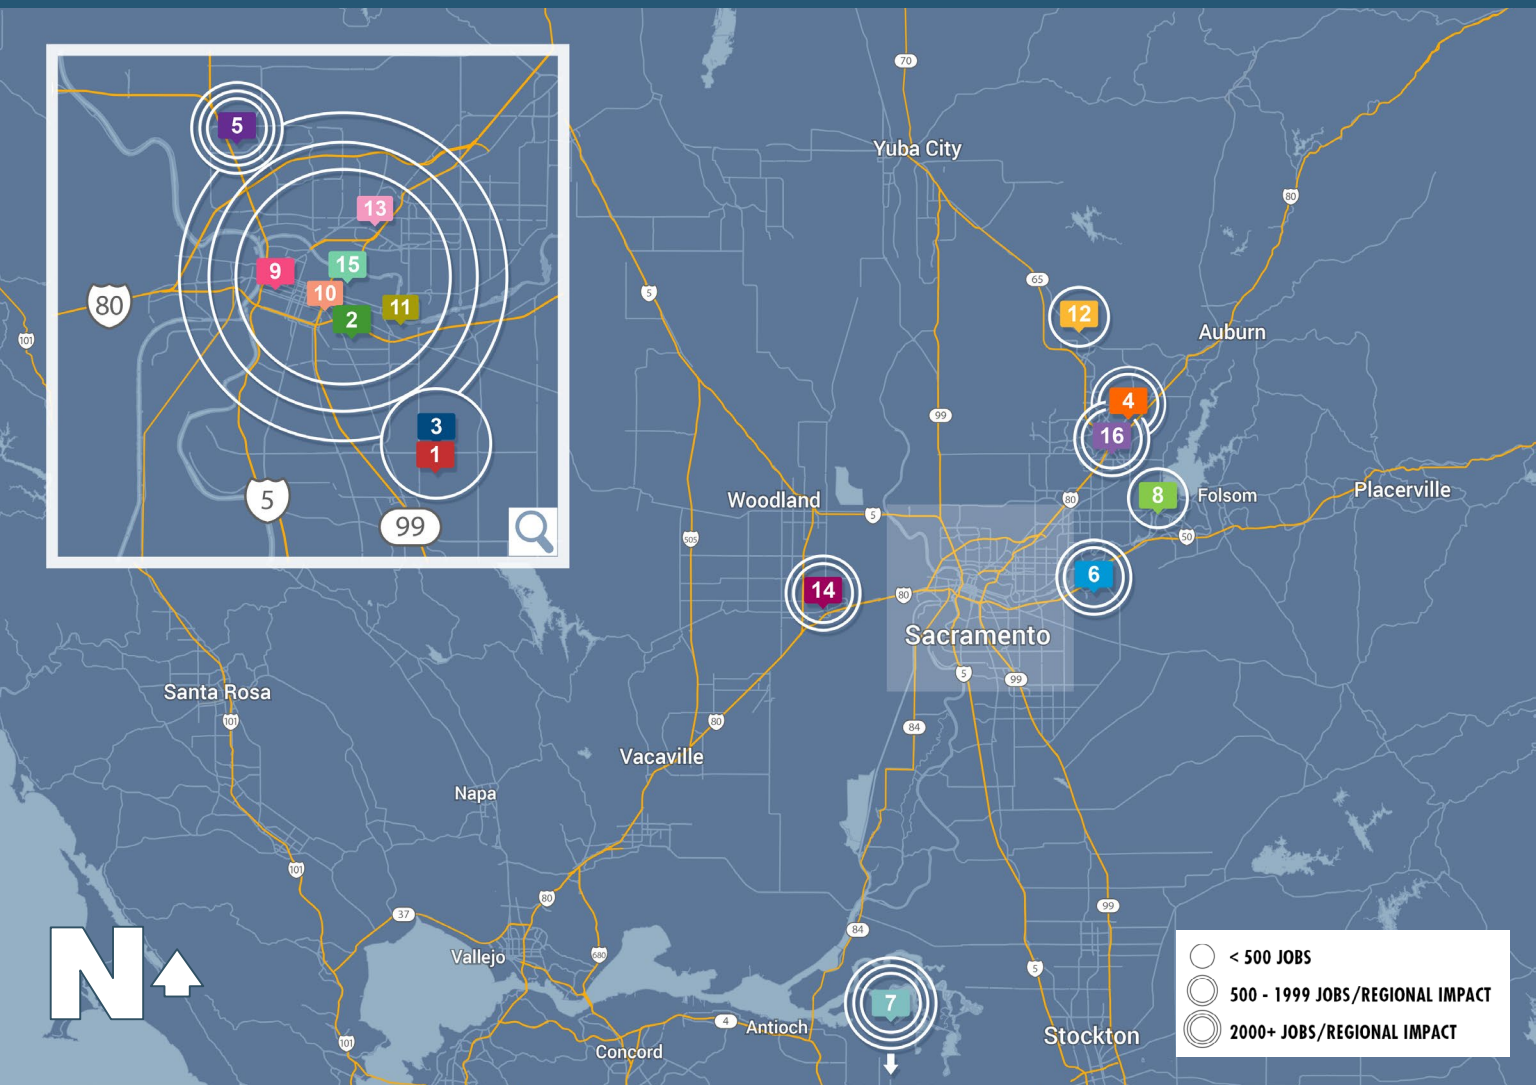 5
13
9
15
10
11
2
80
3
1
5
99
70
Yuba City
80
65
5
12
Auburn
101
4
99
16
Woodland
80
8
Folsom
Placerville
5
505
50
14
80
6
Sacramento
5
99
Santa Rosa
101
80
84
Vacaville
Napa
101
80
99
37
84
Vallejo
680
< 500 JOBS
5
500 - 1999 JOBS/REGIONAL IMPACT
N
7
4
Antioch
Stockton
2000+ JOBS/REGIONAL IMPACT
101
Concord